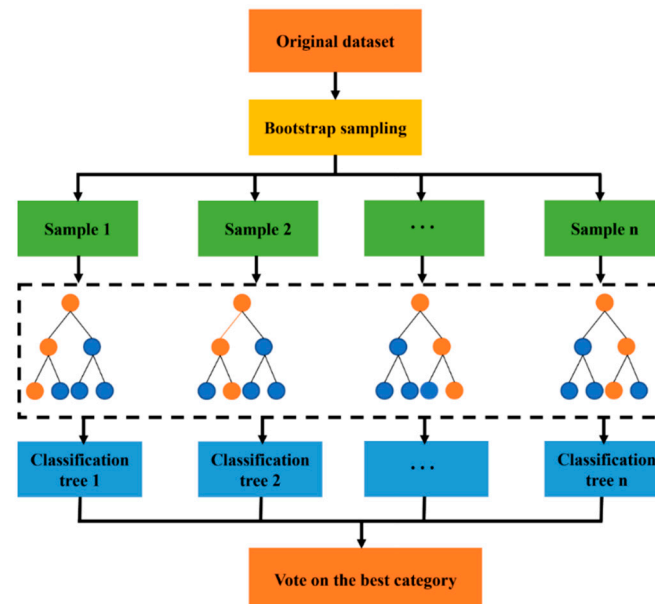 Original dataset
Bootstrap sampling
Sample 1
Sample 2
...
Sample n
Classification
tree 1
Classification
tree 2
...
Classification
tree n
Vote on the best category